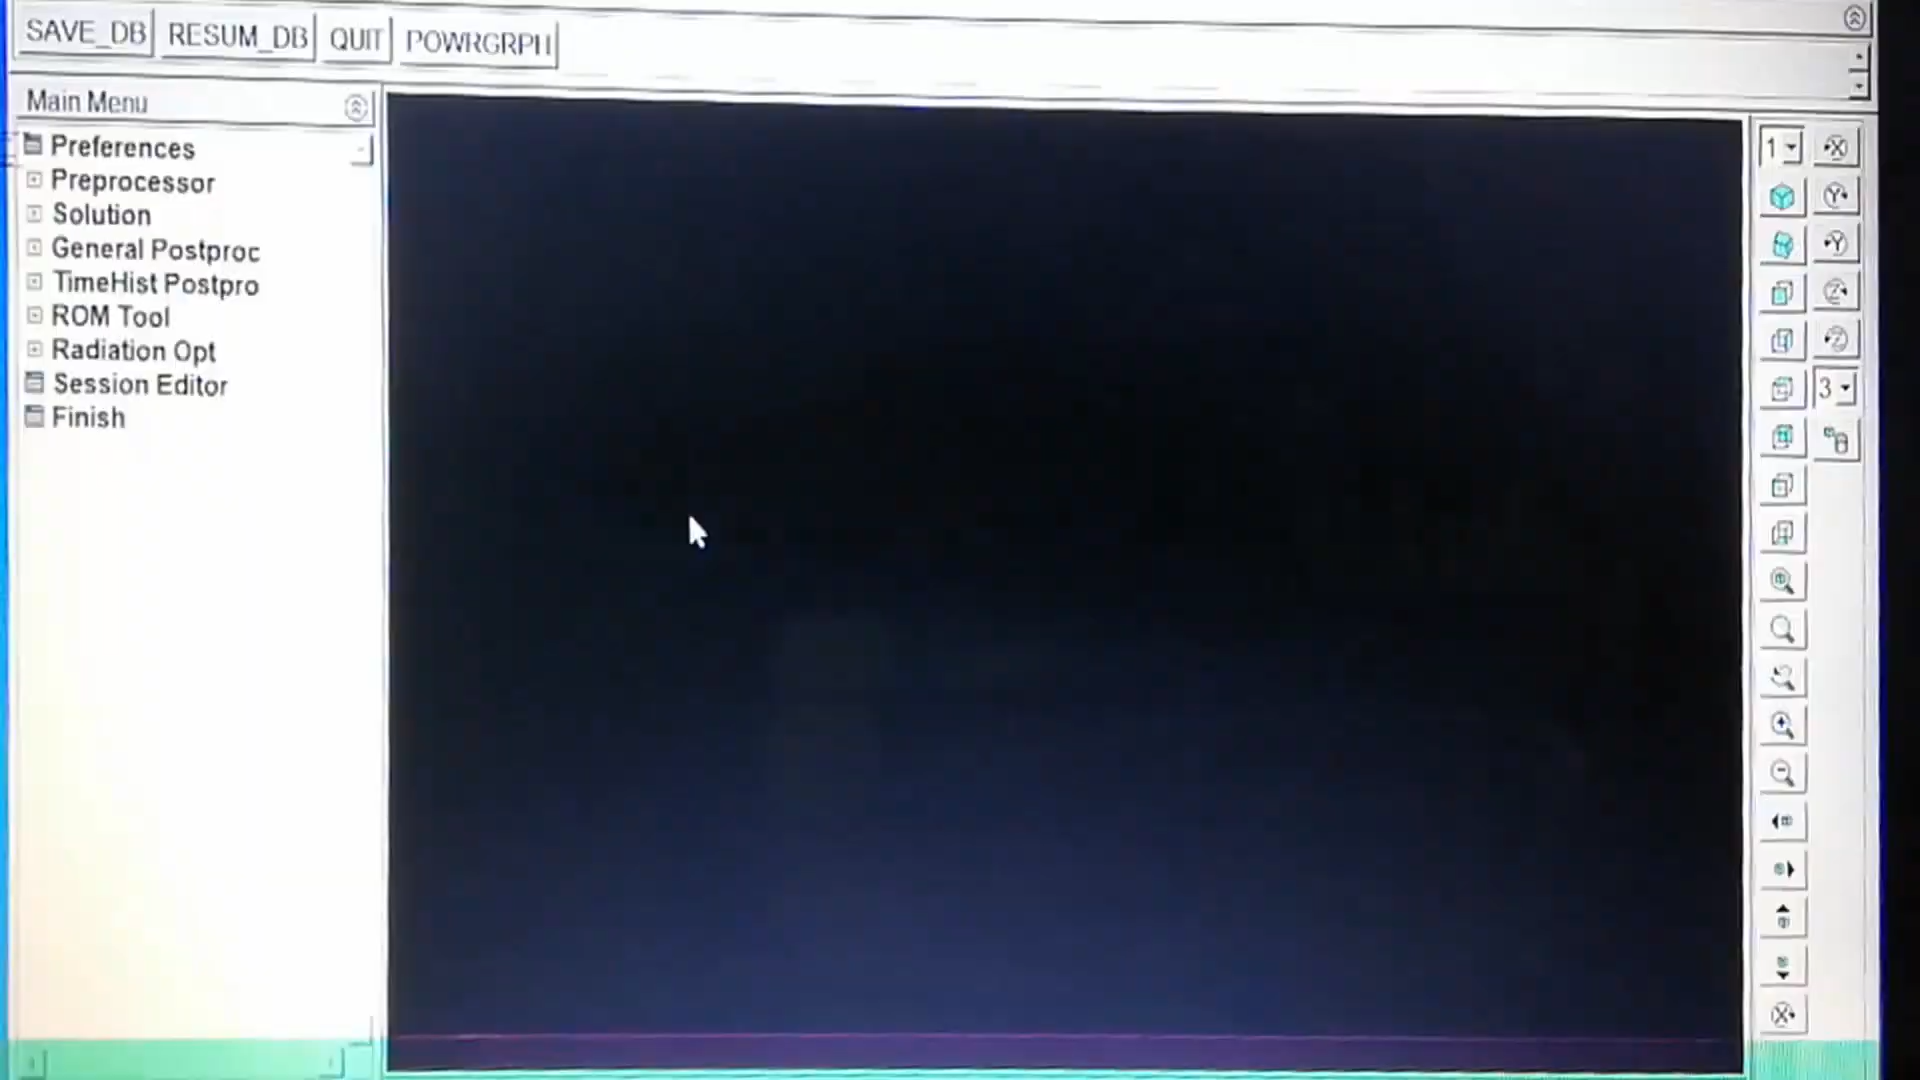 SAVE_DB RESUM_DB QUIT POWRGRPH
Main Menu
Preferences
Preprocessor
Solution
General Postproc
TimeHist Postpro
ROM Tool
Radiation Opt
Session Editor
Finish
1
X
Y
Y
Z
Z
3
X